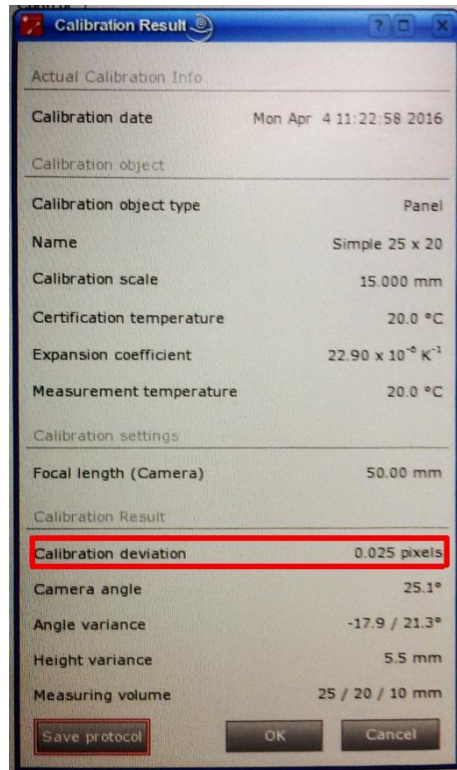 Calibration Result
Actual Calibration Info
Calibration date Mon Apr 4 11:22:58 2016
Calibration object
Calibration object type Panel
Name Simple 25 x 20
Calibration scale 15.000 mm
Certification temperature 20.0 °C
Expansion coefficient 22.90 x 10⁻⁶ K⁻¹
Measurement temperature 20.0 °C
Calibration settings
Focal length (Camera) 50.00 mm
Calibration Result
Calibration deviation 0.025 pixels
Camera angle 25.1°
Angle variance -17.9 / 21.3°
Height variance 5.5 mm
Measuring volume 25 / 20 / 10 mm
Save protocol OK Cancel